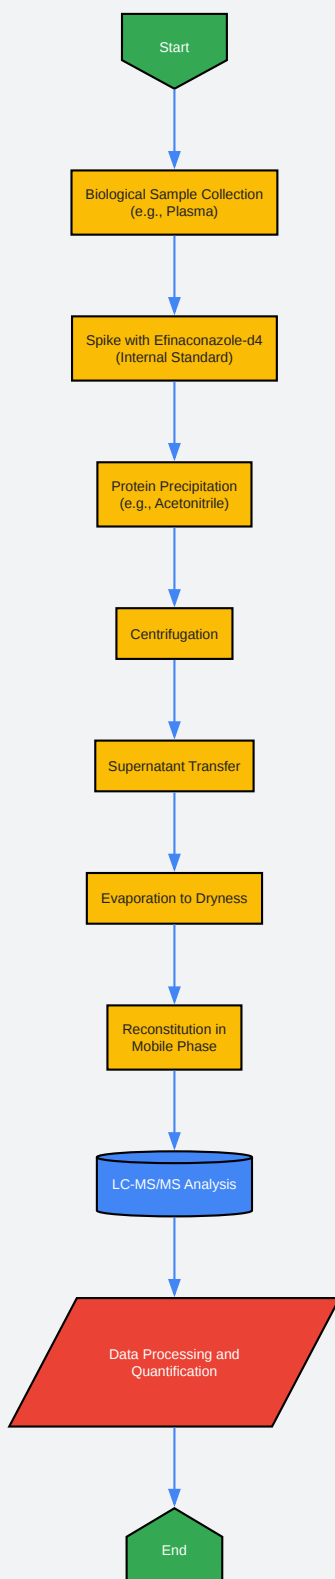 Start
Biological Sample Collection
(e.g., Plasma)
Spike with Efinaconazole-d4
(Internal Standard)
Protein Precipitation
(e.g., Acetonitrile)
Centrifugation
Supernatant Transfer
Evaporation to Dryness
Reconstitution in
Mobile Phase
LC-MS/MS Analysis
Data Processing and
Quantification
End